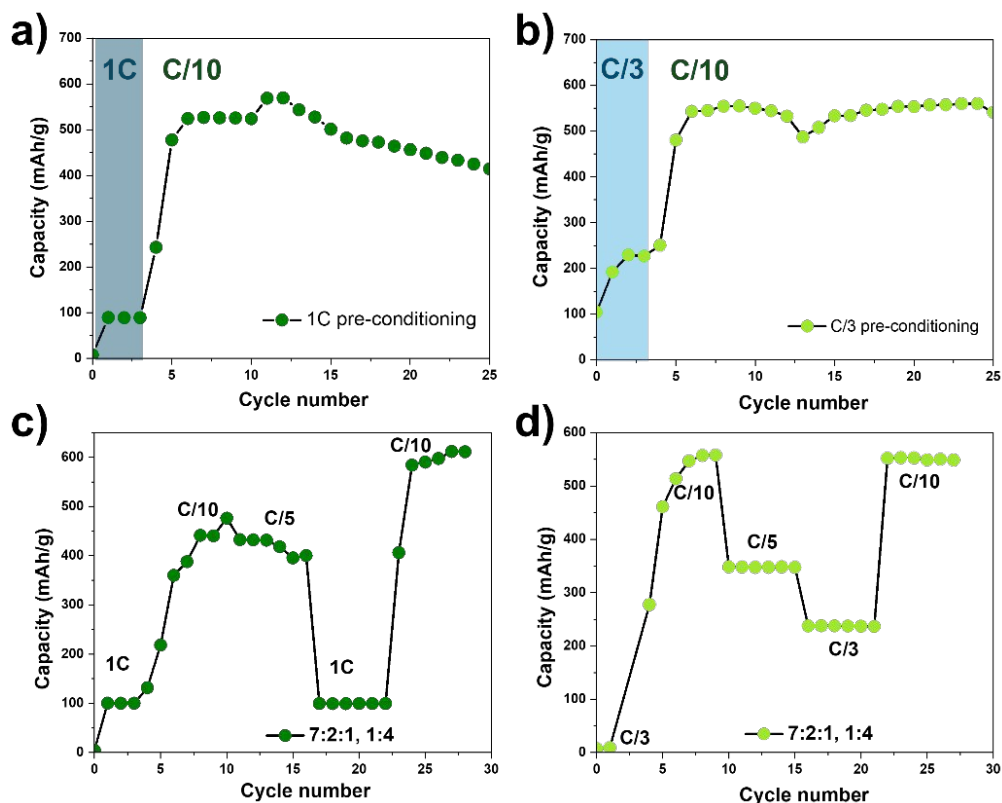 a)
700
600
500
400
300
200
100
0
Capacity (mAh/g)
1C
C/10
1C pre-conditioning
0 5 10 15 20 25
Cycle number
b)
700
600
500
400
300
200
100
0
Capacity (mAh/g)
C/3
C/10
C/3 pre-conditioning
0 5 10 15 20 25
Cycle number
c)
600
500
400
300
200
100
0
Capacity (mAh/g)
C/10
C/10
C/5
1C
1C
7:2:1, 1:4
0 5 10 15 20 25 30
Cycle number
d)
600
500
400
300
200
100
0
Capacity (mAh/g)
C/10
C/10
C/5
C/3
C/3
7:2:1, 1:4
0 5 10 15 20 25 30
Cycle number